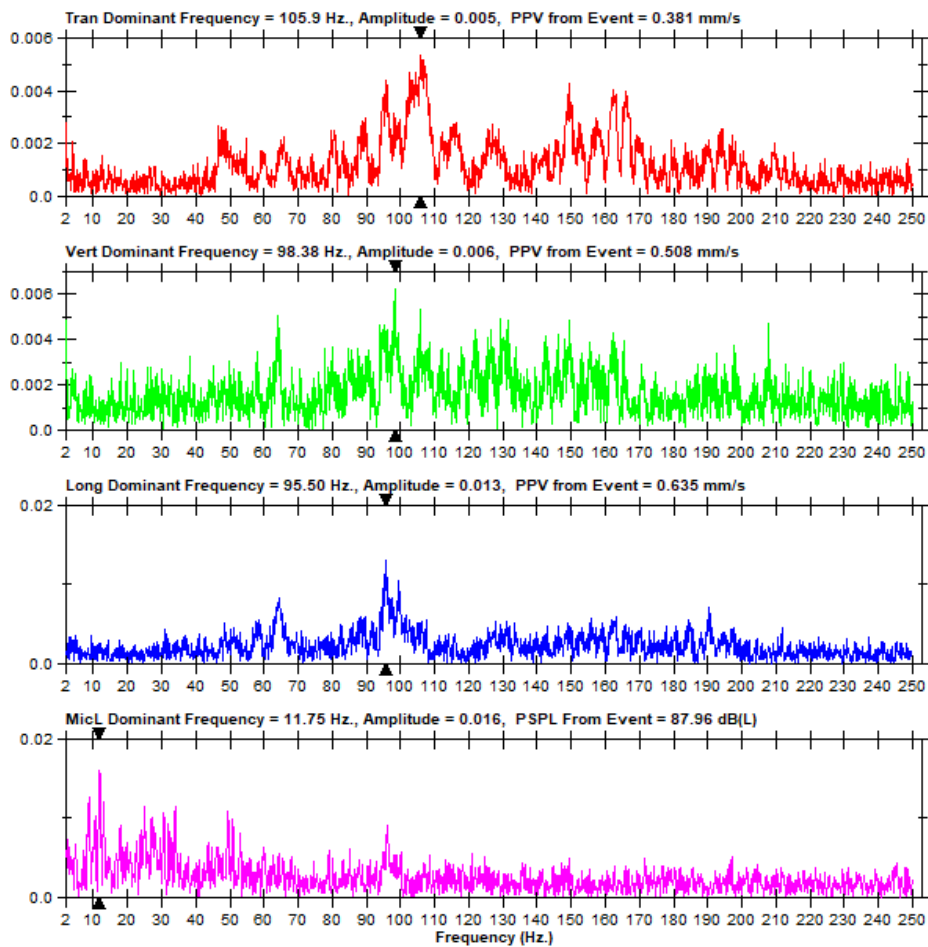 Tran Dominant Frequency = 105.9 Hz., Amplitude = 0.005, PPV from Event = 0.381 mm/s
0.006
0.004
0.002
0.0
2 10 20 30 40 50 60 70 80 90 100 110 120 130 140 150 160 170 180 190 200 210 220 230 240 250
Vert Dominant Frequency = 98.38 Hz., Amplitude = 0.006, PPV from Event = 0.508 mm/s
0.006
0.004
0.002
0.0
2 10 20 30 40 50 60 70 80 90 100 110 120 130 140 150 160 170 180 190 200 210 220 230 240 250
Long Dominant Frequency = 95.50 Hz., Amplitude = 0.013, PPV from Event = 0.635 mm/s
0.02
0.0
2 10 20 30 40 50 60 70 80 90 100 110 120 130 140 150 160 170 180 190 200 210 220 230 240 250
MicL Dominant Frequency = 11.75 Hz., Amplitude = 0.016, PSPL From Event = 87.96 dB(L)
0.02
0.0
2 10 20 30 40 50 60 70 80 90 100 110 120 130 140 150 160 170 180 190 200 210 220 230 240 250
Frequency (Hz.)